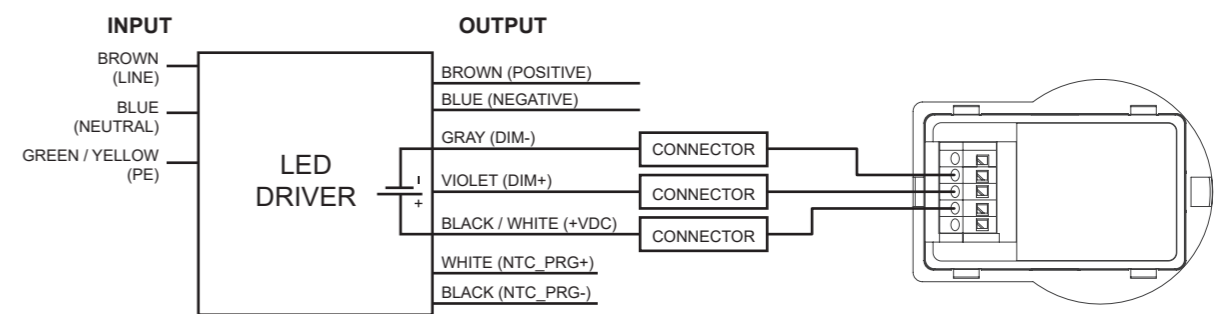 INPUT
OUTPUT
BROWN
(LINE)
BLUE
(NEUTRAL)
GREEN / YELLOW
(PE)
LED
DRIVER
-
+
BROWN (POSITIVE)
BLUE (NEGATIVE)
GRAY (DIM-)
VIOLET (DIM+)
BLACK / WHITE (+VDC)
WHITE (NTC_PRG+)
BLACK (NTC_PRG-)
CONNECTOR
CONNECTOR
CONNECTOR